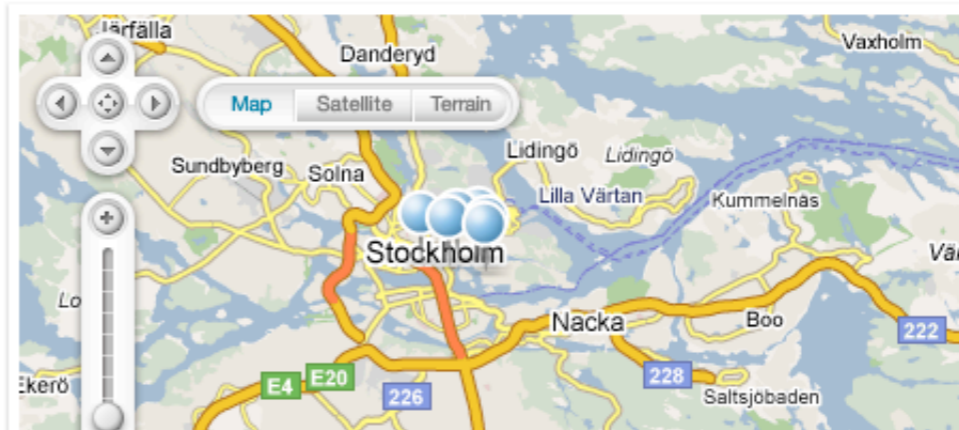 Järfälla
Danderyd
Vaxholm
Map
Satellite
Terrain
Sundbyberg
Solna
Lidingö
Lidingö
Lilla Värtan
Kummelnäs
Stockholm
Lo
Vär
Nacka
Boo
222
Ekerö
E4
E20
226
228
Saltsjöbaden